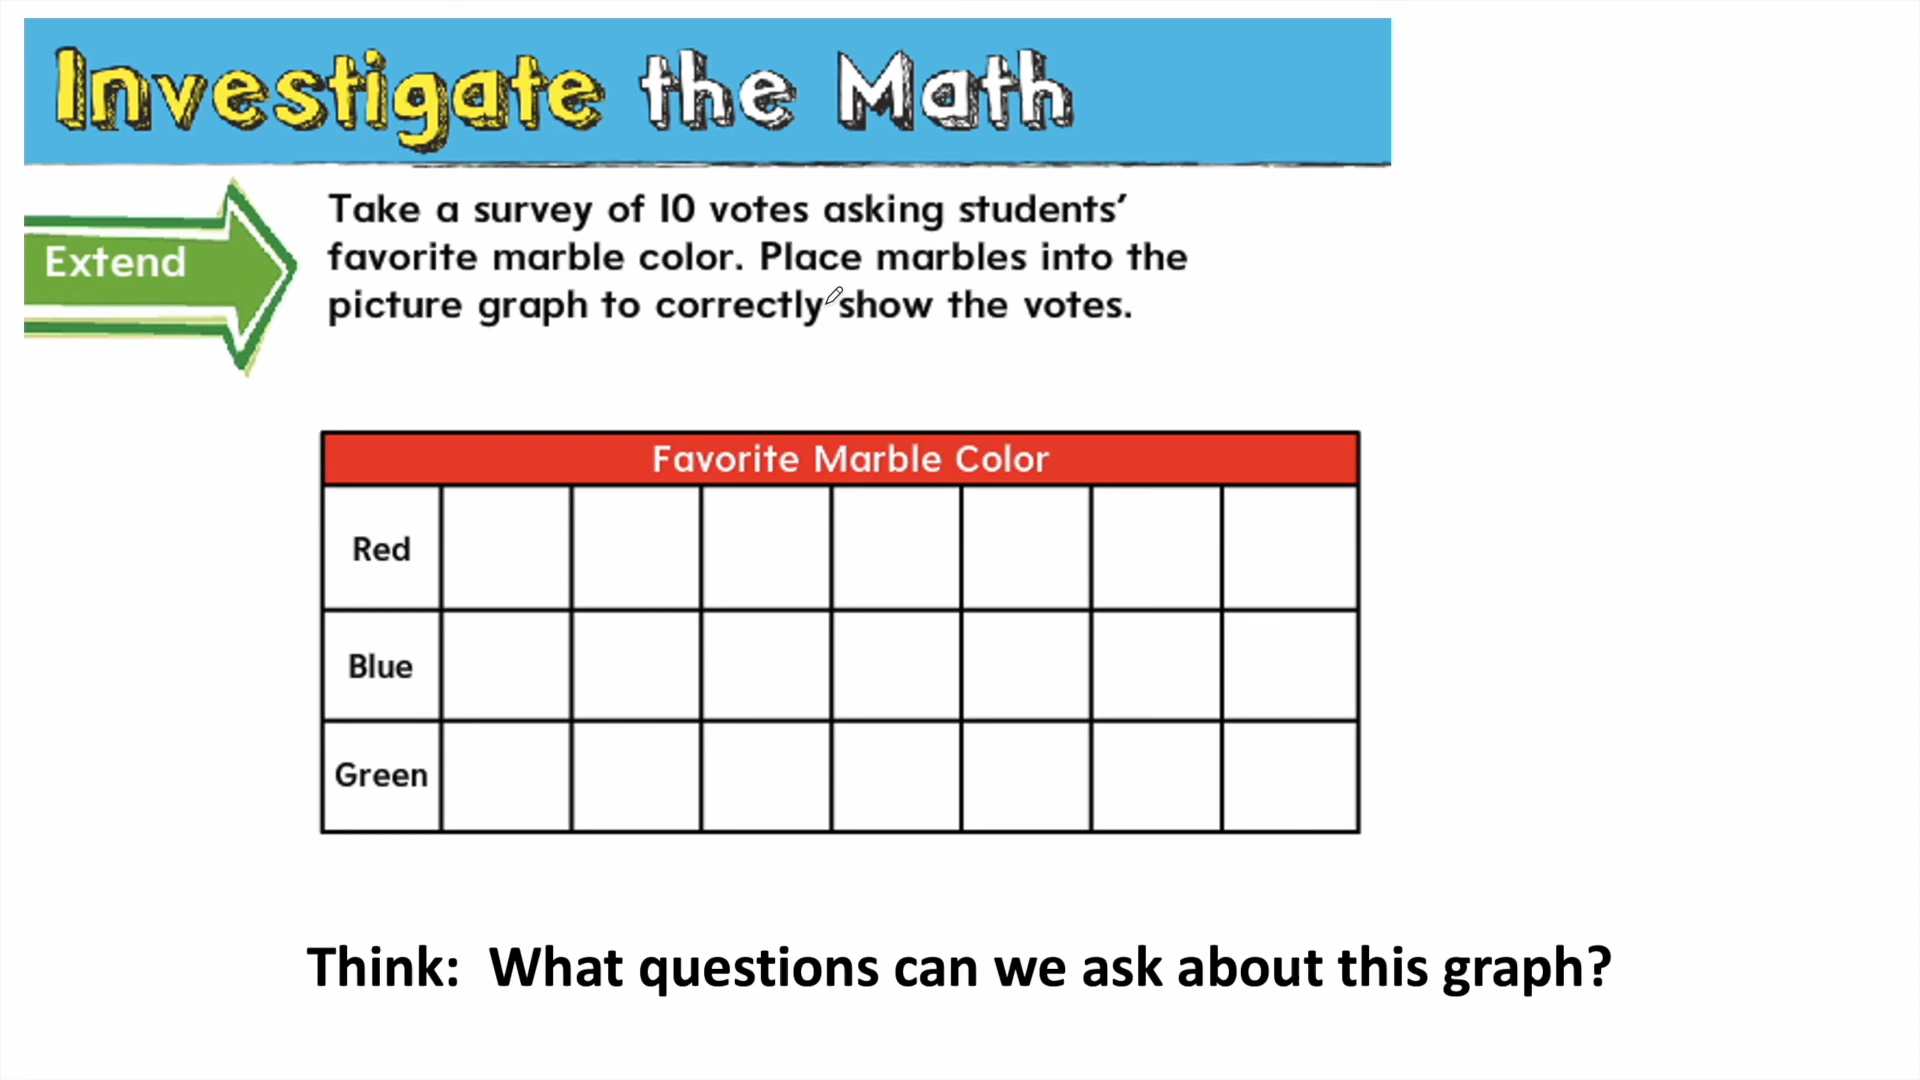 Investigate the Math
Extend
Take a survey of 10 votes asking students’
favorite marble color. Place marbles into the
picture graph to correctly show the votes.
Favorite Marble Color
Red
Blue
Green
Think: What questions can we ask about this graph?